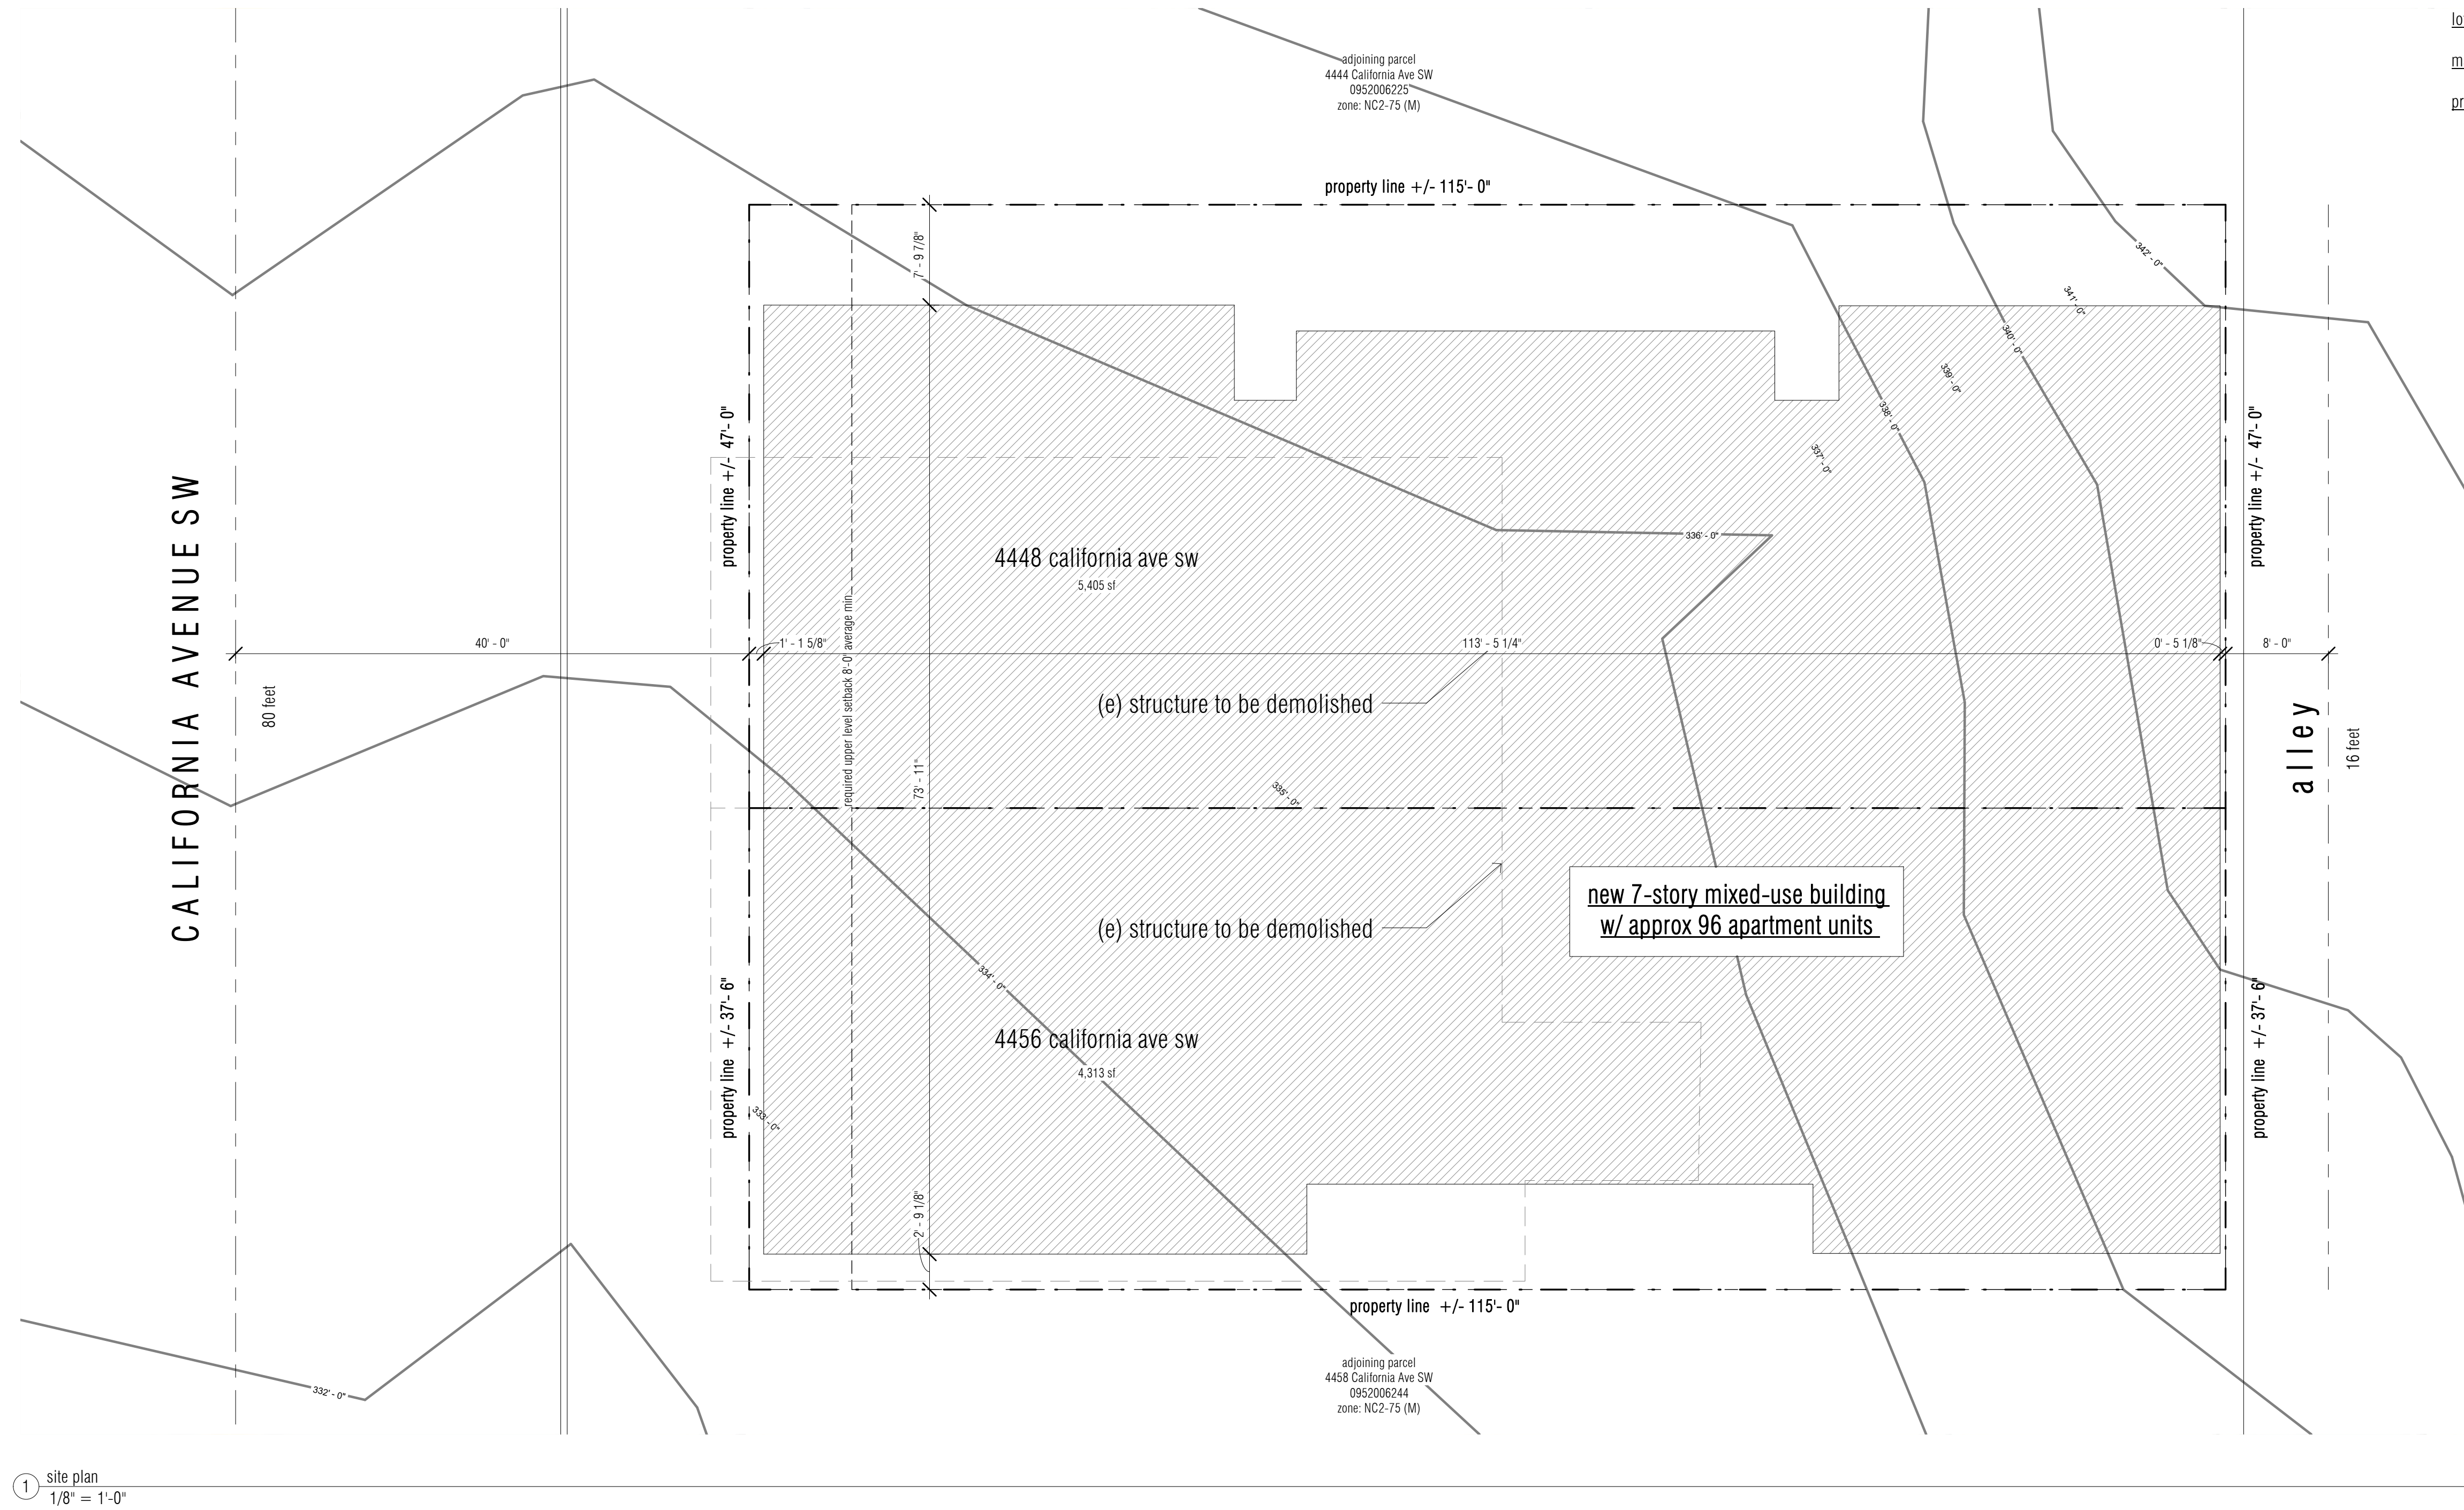 lo
m
pr
adjoining parcel
4444 California Ave SW
0952006225
zone: NC2-75 (M)
property line +/- 115'- 0"
7' - 9 7/8"
342' - 0"
341' - 0"
340' - 0"
339' - 0"
338' - 0"
337' - 0"
336' - 0"
property line +/- 47'- 0"
property line +/- 47'- 0"
CALIFORNIA AVENUE SW
80 feet
4448 california ave sw
5,405 sf
40' - 0"
1' - 1 5/8"
113' - 5 1/4"
0' - 5 1/8"
8' - 0"
required upper level setback 8'-0' average min.
(e) structure to be demolished
73' - 11"
335' - 0"
alley
16 feet
new 7-story mixed-use building
w/ approx 96 apartment units
(e) structure to be demolished
334' - 0"
4456 california ave sw
4,313 sf
property line +/- 37'- 6"
property line +/- 37'- 6"
333' - 0"
2' - 9 1/8"
property line +/- 115'- 0"
adjoining parcel
4458 California Ave SW
0952006244
zone: NC2-75 (M)
332' - 0"
1
site plan
1/8" = 1'-0"